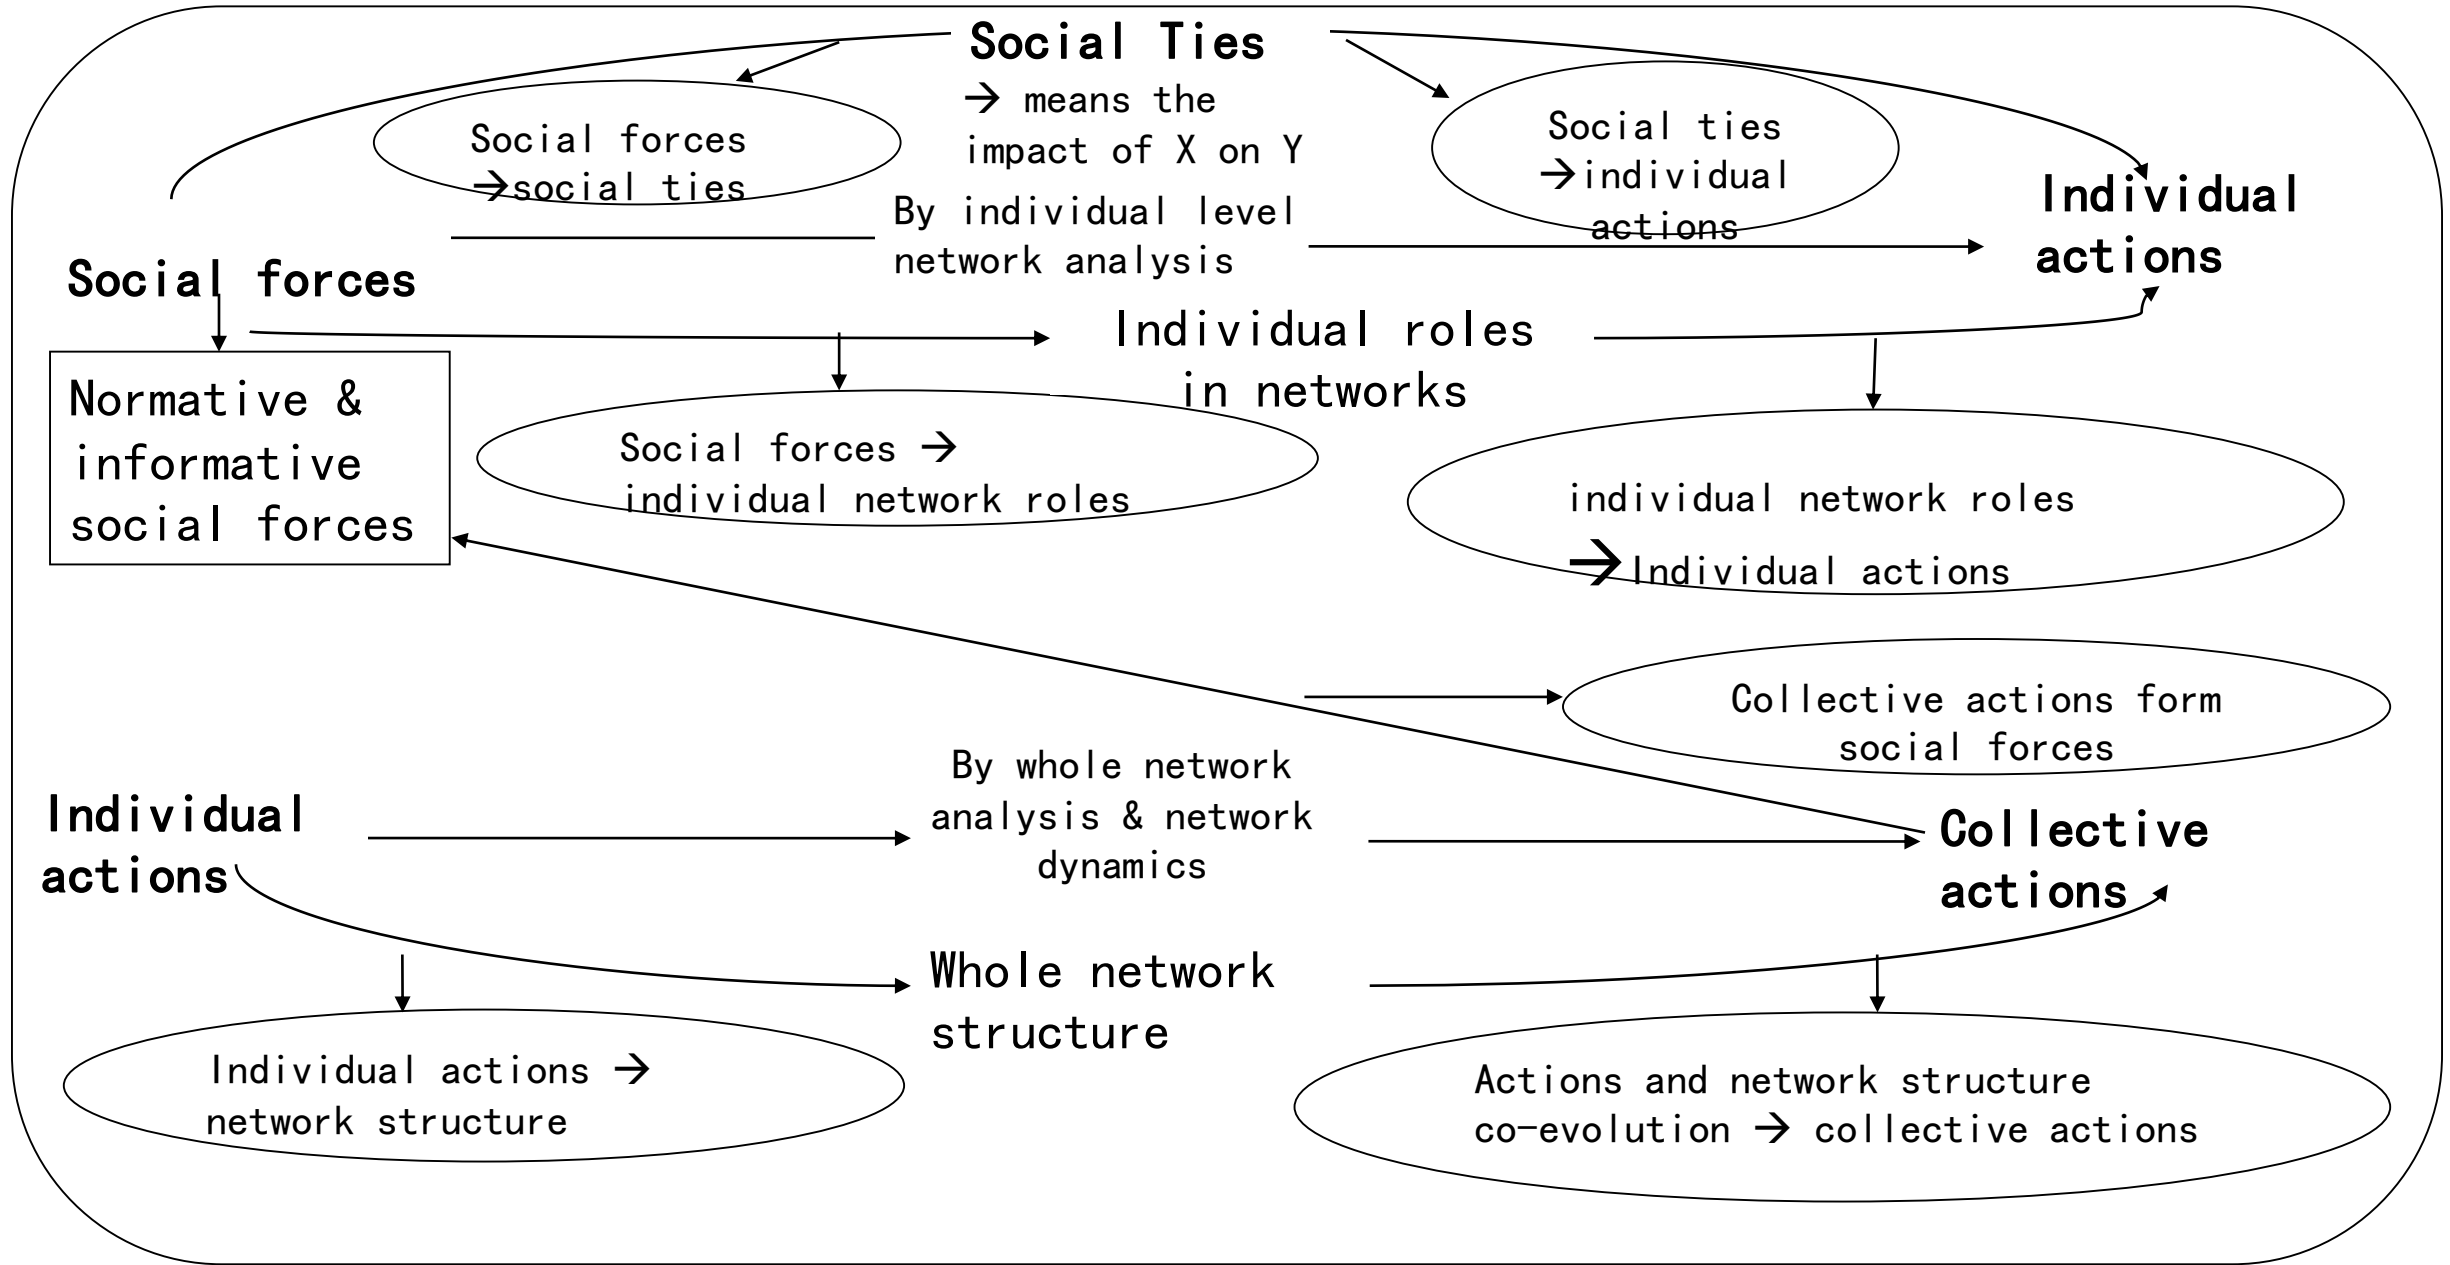 Social Ties
→ means the
impact of X on Y
Social forces
→social ties
Social ties
→individual
actions
By individual level
network analysis
Individual
actions
Social forces
Individual roles
in networks
Normative &
informative
social forces
Social forces →
individual network roles
individual network roles
→Individual actions
Collective actions form
social forces
By whole network
analysis & network
dynamics
Individual
actions
Collective
actions
Whole network
structure
Individual actions →
network structure
Actions and network structure
co-evolution → collective actions